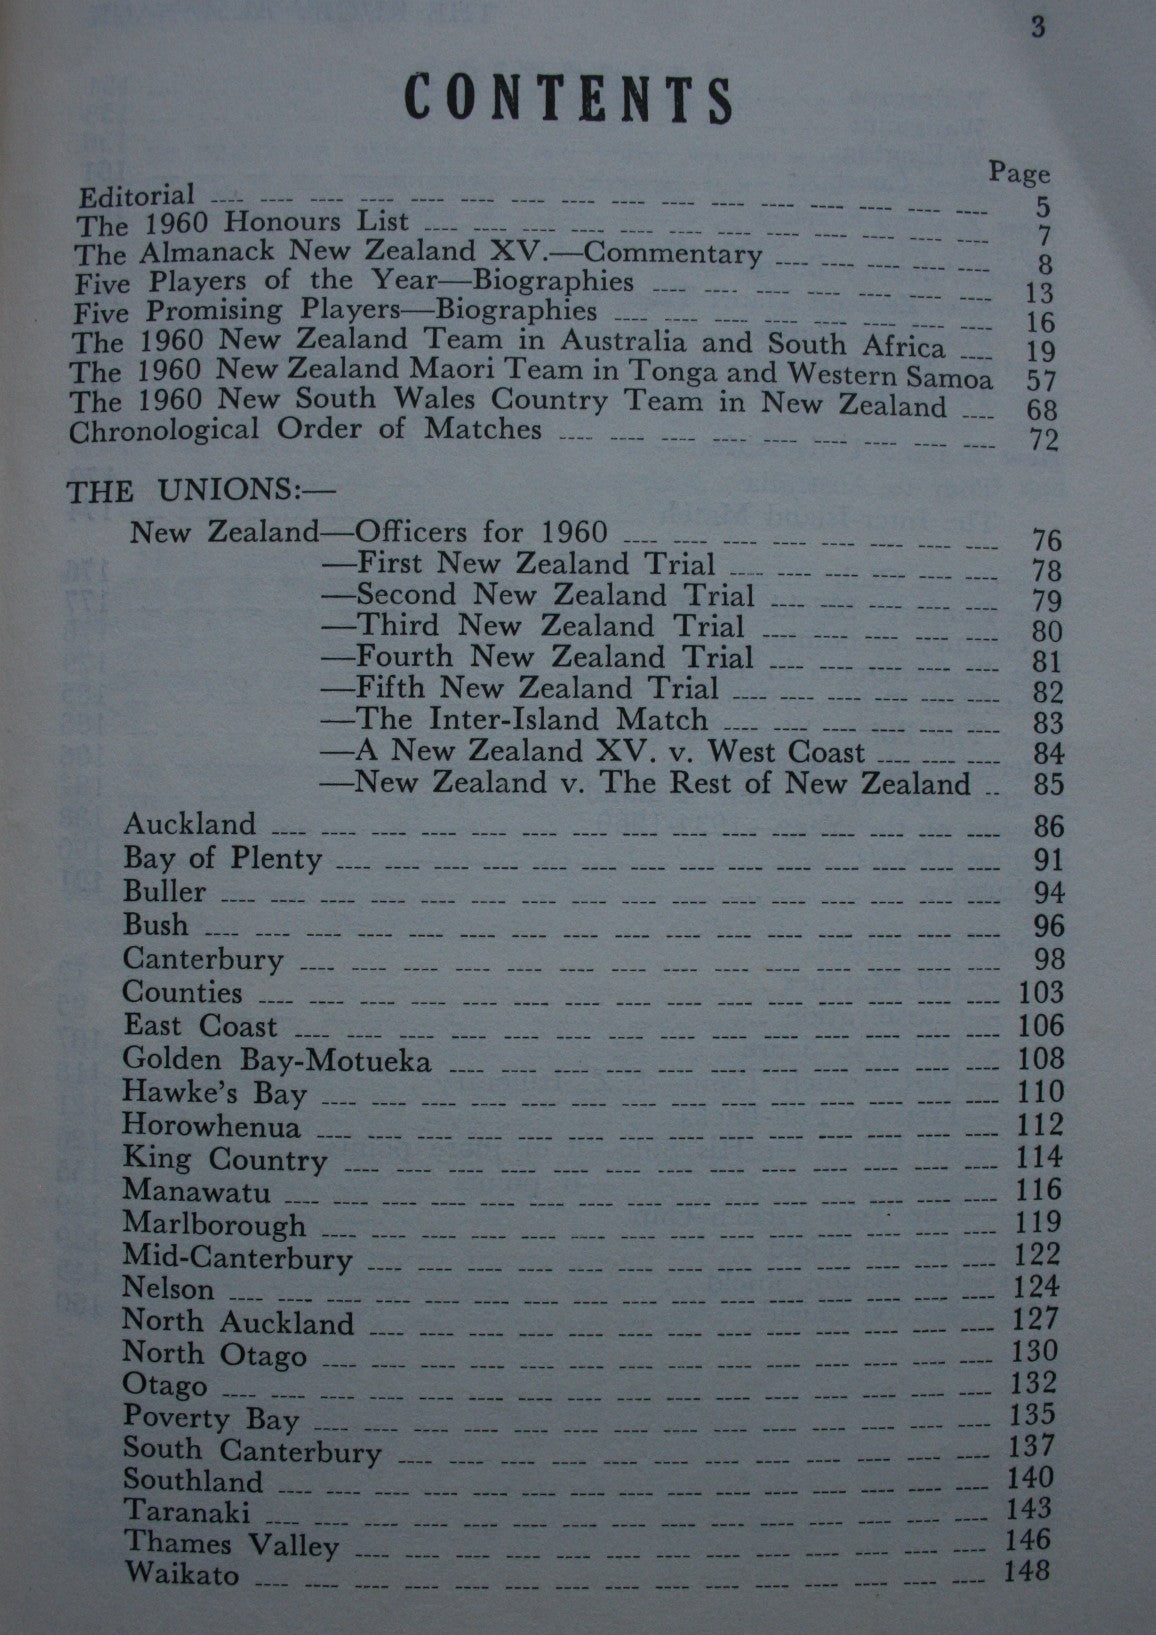 3
CONTENTS
Page
Editorial 5
The 1960 Honours List 7
The Almanack New Zealand XV.—Commentary 8
Five Players of the Year—Biographies 13
Five Promising Players—Biographies 16
The 1960 New Zealand Team in Australia and South Africa 19
The 1960 New Zealand Maori Team in Tonga and Western Samoa 57
The 1960 New South Wales Country Team in New Zealand 68
Chronological Order of Matches 72
THE UNIONS:—
New Zealand—Officers for 1960 76
—First New Zealand Trial 78
—Second New Zealand Trial 79
—Third New Zealand Trial 80
—Fourth New Zealand Trial 81
—Fifth New Zealand Trial 82
—The Inter-Island Match 83
—A New Zealand XV. v. West Coast 84
—New Zealand v. The Rest of New Zealand 85
Auckland 86
Bay of Plenty 91
Buller 94
Bush 96
Canterbury 98
Counties 103
East Coast 106
Golden Bay-Motueka 108
Hawke's Bay 110
Horowhenua 112
King Country 114
Manawatu 116
Marlborough 119
Mid-Canterbury 122
Nelson 124
North Auckland 127
North Otago 130
Otago 132
Poverty Bay 135
South Canterbury 137
Southland 140
Taranaki 143
Thames Valley 146
Waikato 148